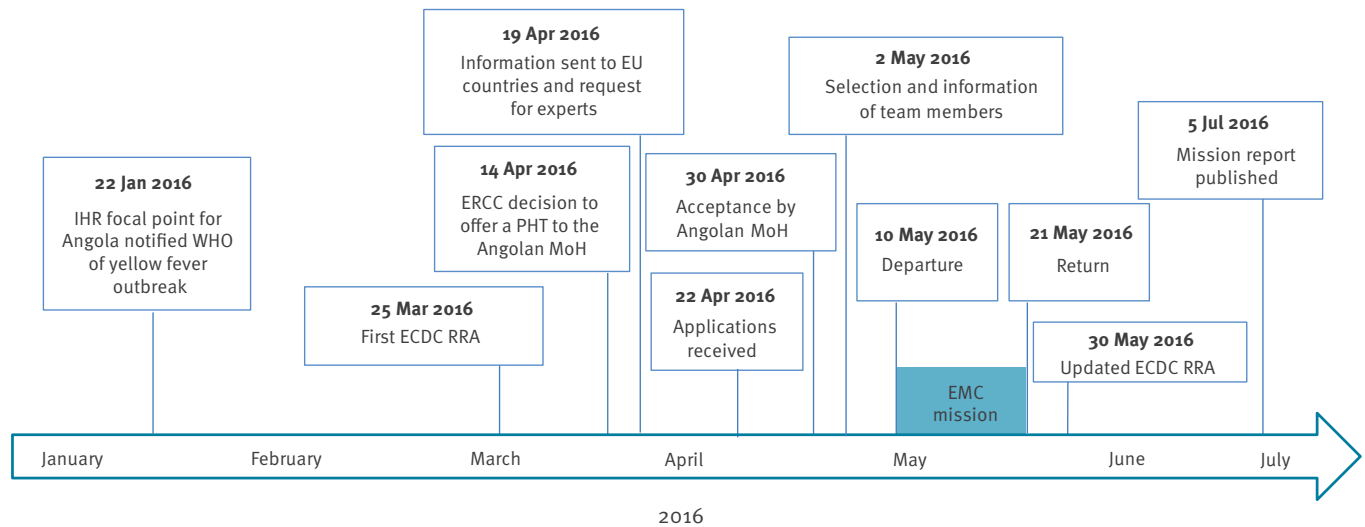 22 Jan 2016
IHR focal point for
Angola notified WHO
of yellow fever
outbreak
25 Mar 2016
First ECDC RRA
14 Apr 2016
ERCC decision to
offer a PHT to the
Angolan MoH
19 Apr 2016
Information sent to EU
countries and request
for experts
22 Apr 2016
Applications
received
30 Apr 2016
Acceptance by
Angolan MoH
2 May 2016
Selection and information
of team members
10 May 2016
Departure
EMC
mission
21 May 2016
Return
30 May 2016
Updated ECDC RRA
5 Jul 2016
Mission report
published
January
February
March
April
May
June
July
2016